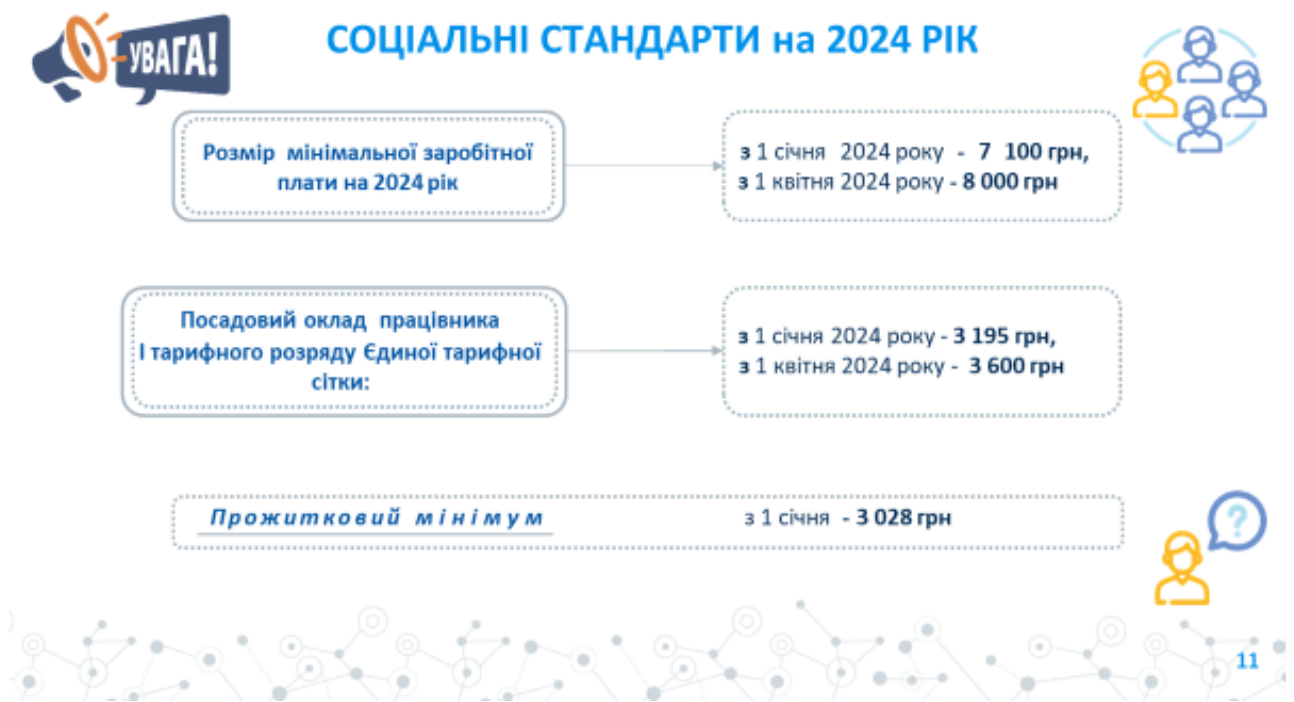 УВАГА!
СОЦІАЛЬНІ СТАНДАРТИ на 2024 РІК
Розмір мінімальної заробітної
плати на 2024 рік
з 1 січня 2024 року - 7 100 грн,
з 1 квітня 2024 року - 8 000 грн
Посадовий оклад працівника
І тарифного розряду Єдиної тарифної
сітки:
з 1 січня 2024 року - 3 195 грн,
з 1 квітня 2024 року - 3 600 грн
Прожитковий мінімум
з 1 січня - 3 028 грн
?
11